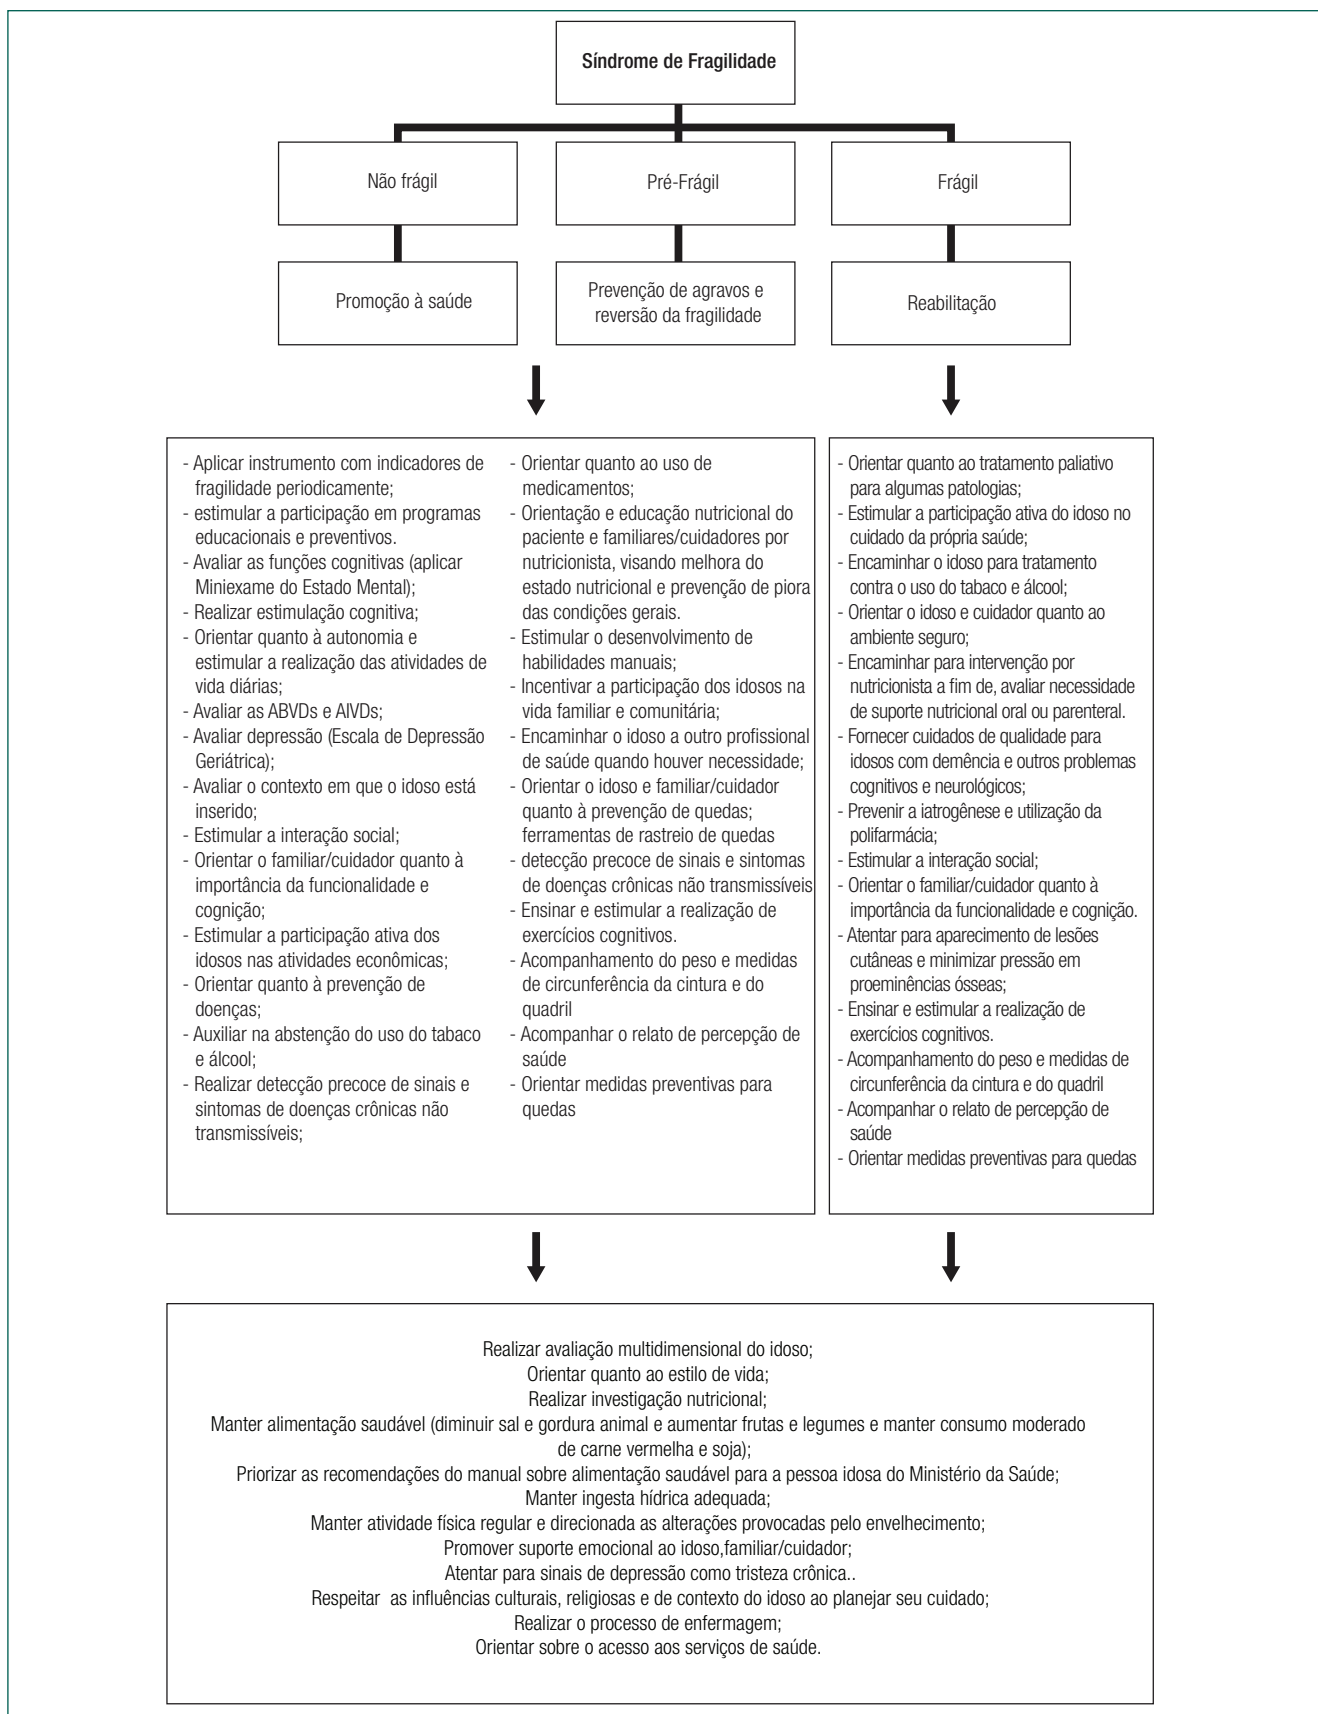 Síndrome de Fragilidade
Não frágil
Pré-Frágil
Frágil
Promoção à saúde
Prevenção de agravos e
reversão da fragilidade
Reabilitação
- Aplicar instrumento com indicadores de
fragilidade periodicamente;
- estimular a participação em programas
educacionais e preventivos.
- Avaliar as funções cognitivas (aplicar
Miniexame do Estado Mental);
- Realizar estimulação cognitiva;
- Orientar quanto à autonomia e
estimular a realização das atividades de
vida diárias;
- Avaliar as ABVDs e AIVDs;
- Avaliar depressão (Escala de Depressão
Geriátrica);
- Avaliar o contexto em que o idoso está
inserido;
- Estimular a interação social;
- Orientar o familiar/cuidador quanto à
importância da funcionalidade e
cognição;
- Estimular a participação ativa dos
idosos nas atividades econômicas;
- Orientar quanto à prevenção de
doenças;
- Auxiliar na abstenção do uso do tabaco
e álcool;
- Realizar detecção precoce de sinais e
sintomas de doenças crônicas não
transmissíveis;
- Orientar quanto ao uso de
medicamentos;
- Orientação e educação nutricional do
paciente e familiares/cuidadores por
nutricionista, visando melhora do
estado nutricional e prevenção de piora
das condições gerais.
- Estimular o desenvolvimento de
habilidades manuais;
- Incentivar a participação dos idosos na
vida familiar e comunitária;
- Encaminhar o idoso a outro profissional
de saúde quando houver necessidade;
- Orientar o idoso e familiar/cuidador
quanto à prevenção de quedas;
ferramentas de rastreio de quedas
- detecção precoce de sinais e sintomas
de doenças crônicas não transmissíveis
- Ensinar e estimular a realização de
exercícios cognitivos.
- Acompanhamento do peso e medidas
de circunferência da cintura e do
quadril
- Acompanhar o relato de percepção de
saúde
- Orientar medidas preventivas para
quedas
- Orientar quanto ao tratamento paliativo
para algumas patologias;
- Estimular a participação ativa do idoso no
cuidado da própria saúde;
- Encaminhar o idoso para tratamento
contra o uso do tabaco e álcool;
- Orientar o idoso e cuidador quanto ao
ambiente seguro;
- Encaminhar para intervenção por
nutricionista a fim de, avaliar necessidade
de suporte nutricional oral ou parenteral.
- Fornecer cuidados de qualidade para
idosos com demência e outros problemas
cognitivos e neurológicos;
- Prevenir a iatrogênese e utilização da
polifarmácia;
- Estimular a interação social;
- Orientar o familiar/cuidador quanto à
importância da funcionalidade e cognição.
- Atentar para aparecimento de lesões
cutâneas e minimizar pressão em
proeminências ósseas;
- Ensinar e estimular a realização de
exercícios cognitivos.
- Acompanhamento do peso e medidas de
circunferência da cintura e do quadril
- Acompanhar o relato de percepção de
saúde
- Orientar medidas preventivas para quedas
Realizar avaliação multidimensional do idoso;
Orientar quanto ao estilo de vida;
Realizar investigação nutricional;
Manter alimentação saudável (diminuir sal e gordura animal e aumentar frutas e legumes e manter consumo moderado
de carne vermelha e soja);
Priorizar as recomendações do manual sobre alimentação saudável para a pessoa idosa do Ministério da Saúde;
Manter ingesta hídrica adequada;
Manter atividade física regular e direcionada as alterações provocadas pelo envelhecimento;
Promover suporte emocional ao idoso,familiar/cuidador;
Atentar para sinais de depressão como tristeza crônica..
Respeitar as influências culturais, religiosas e de contexto do idoso ao planejar seu cuidado;
Realizar o processo de enfermagem;
Orientar sobre o acesso aos serviços de saúde.